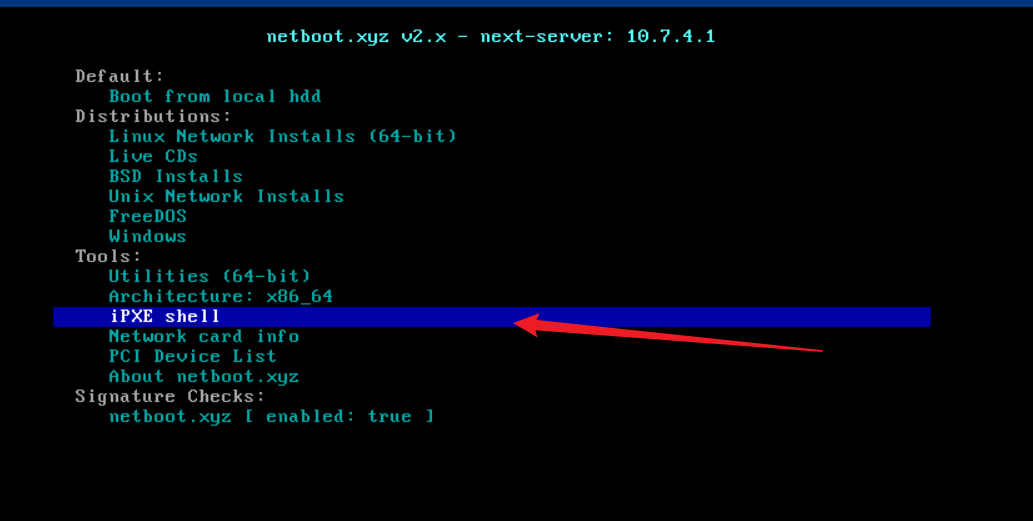 netboot.xyz v2.x - next-server: 10.7.4.1
Default:
Boot from local hdd
Distributions:
Linux Network Installs (64-bit)
Live CDs
BSD Installs
Unix Network Installs
FreeDOS
Windows
Tools:
Utilities (64-bit)
Architecture: x86_64
iPXE shell
Network card info
PCI Device List
About netboot.xyz
Signature Checks:
netboot.xyz [ enabled: true ]